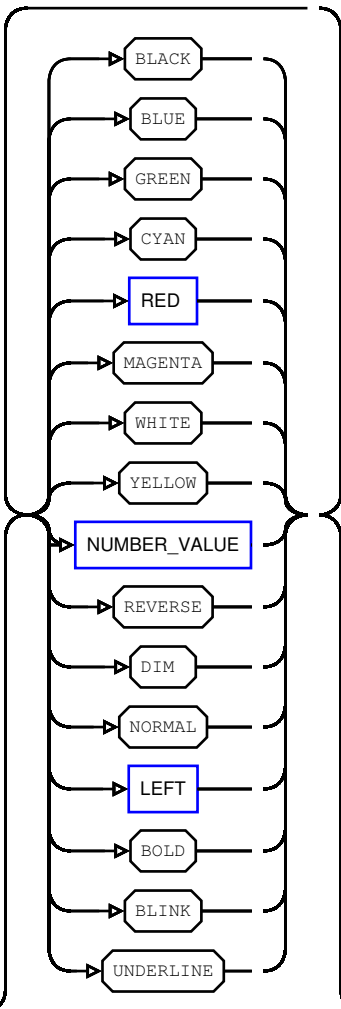 BLACK
BLUE
GREEN
CYAN
RED
MAGENTA
WHITE
YELLOW
NUMBER_VALUE
REVERSE
DIM
NORMAL
LEFT
BOLD
BLINK
UNDERLINE